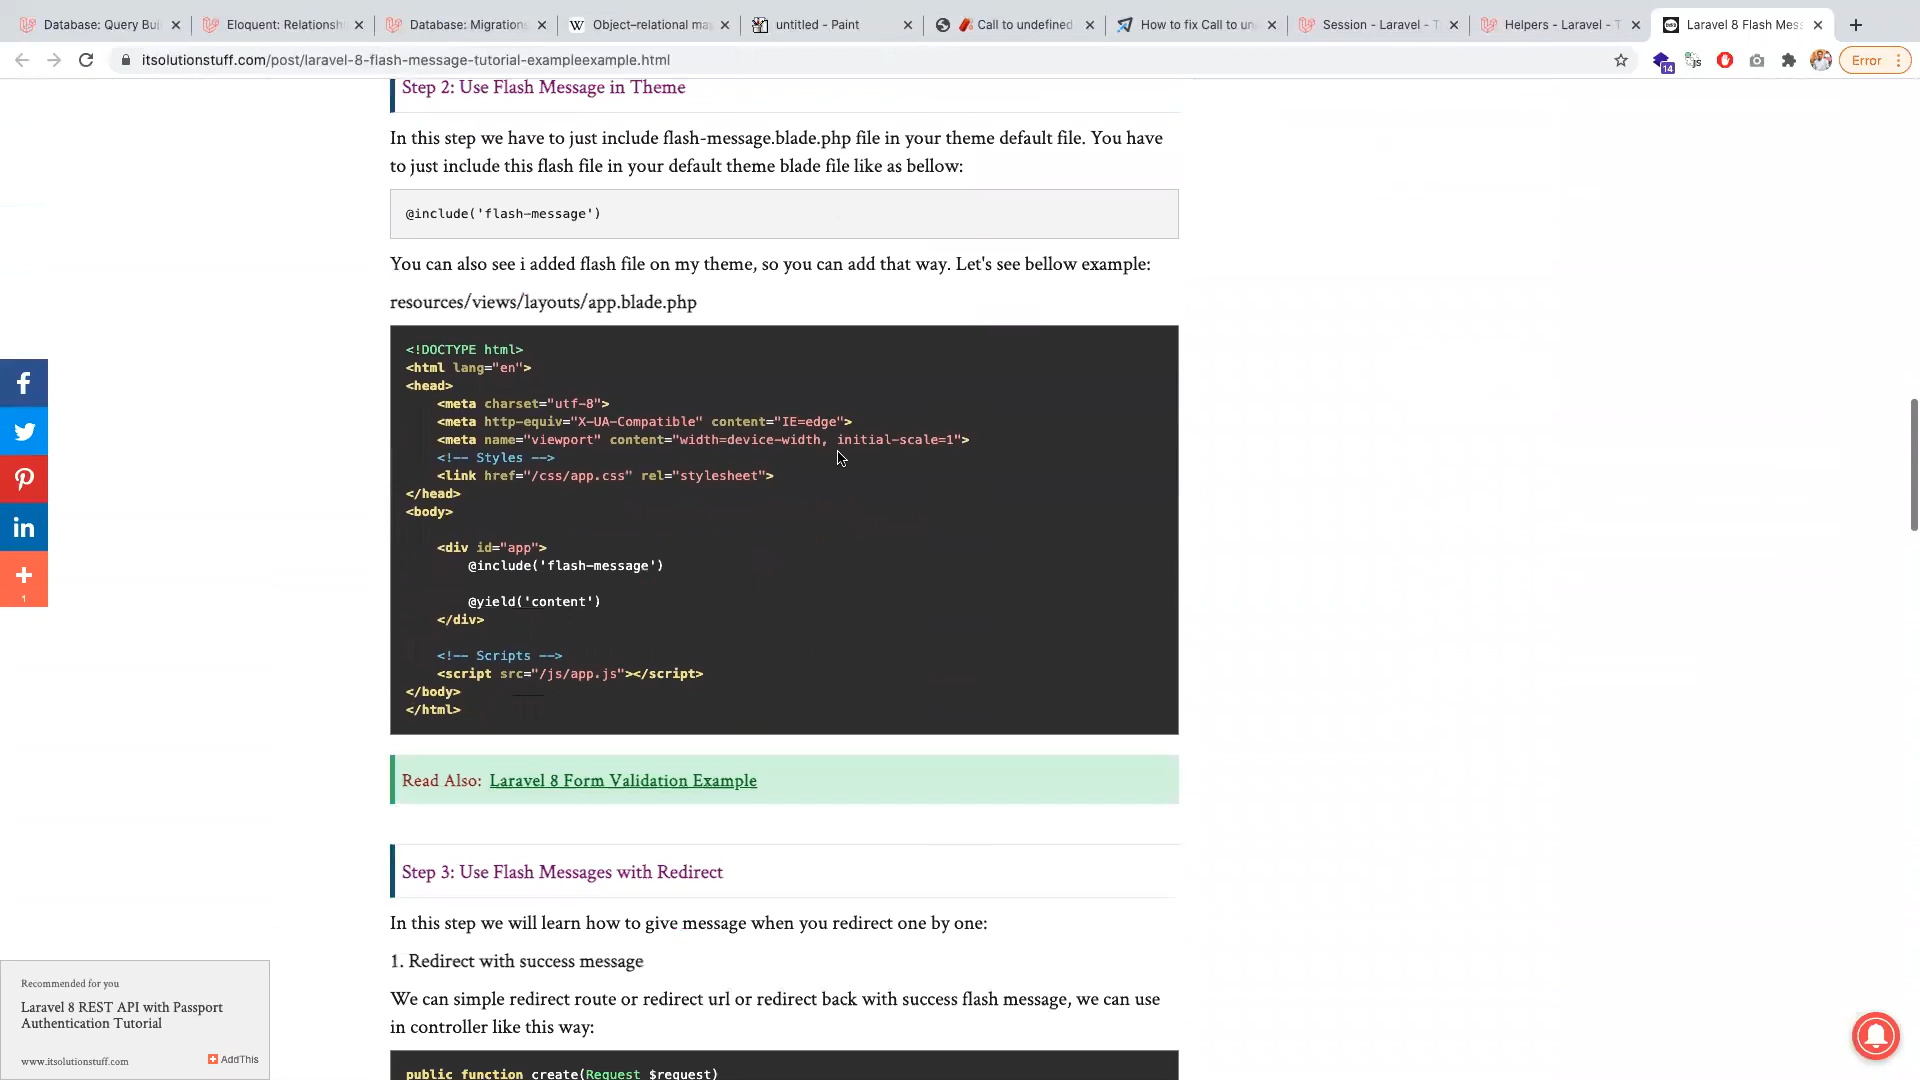 Database: Query Bui
Eloquent: Relationsh
Database: Migrations
Object–relational ma
untitled - Paint
Call to undefined
How to fix Call to un
Session - Laravel - T
Helpers - Laravel - T
Laravel 8 Flash Mess
itsolutionstuff.com/post/laravel-8-flash-message-tutorial-exampleexample.html
14
js
Error
Step 2: Use Flash Message in Theme
In this step we have to just include flash-message.blade.php file in your theme default file. You have
to just include this flash file in your default theme blade file like as bellow:
@include('flash-message')
You can also see i added flash file on my theme, so you can add that way. Let's see bellow example:
resources/views/layouts/app.blade.php
<!DOCTYPE html>
<html lang="en">
<head>
<meta charset="utf-8">
<meta http-equiv="X-UA-Compatible" content="IE=edge">
<meta name="viewport" content="width=device-width, initial-scale=1">
<!-- Styles -->
<link href="/css/app.css" rel="stylesheet">
</head>
<body>
<div id="app">
@include('flash-message')
@yield('content')
</div>
<!-- Scripts -->
<script src="/js/app.js"></script>
</body>
</html>
1
Read Also: Laravel 8 Form Validation Example
Step 3: Use Flash Messages with Redirect
In this step we will learn how to give message when you redirect one by one:
1. Redirect with success message
We can simple redirect route or redirect url or redirect back with success flash message, we can use
in controller like this way:
public function create(Request $request)
Recommended for you
Laravel 8 REST API with Passport
Authentication Tutorial
www.itsolutionstuff.com
AddThis